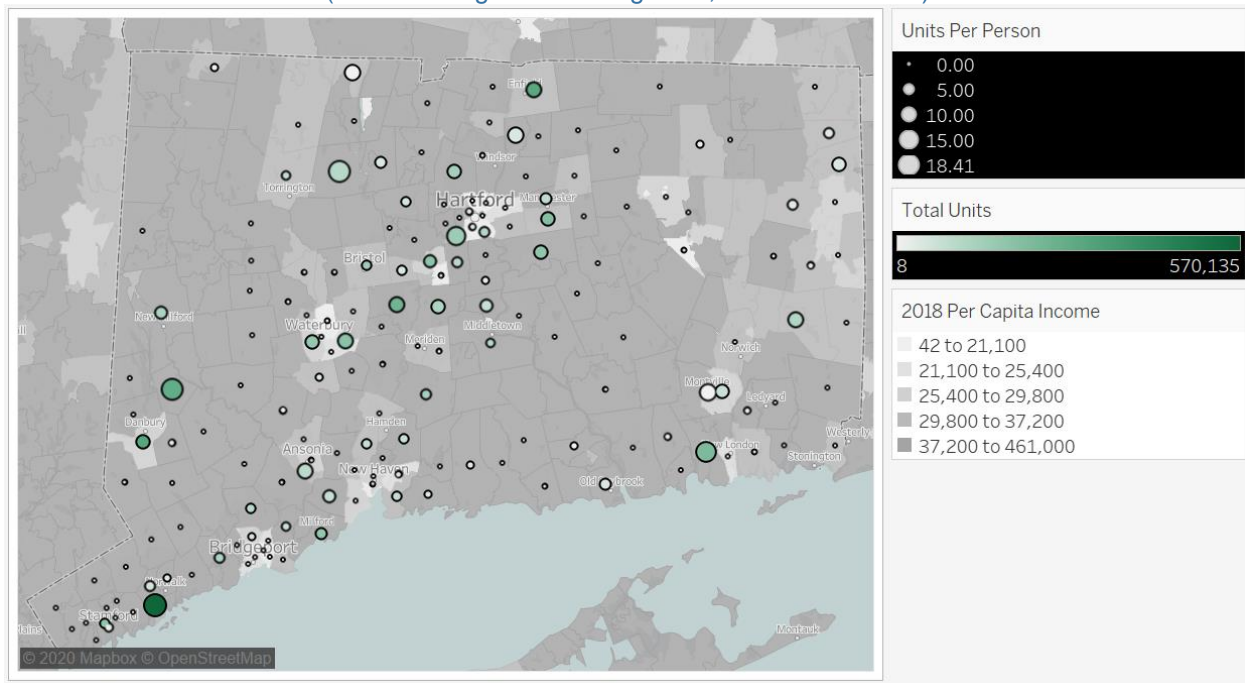 Enfield
Windsor
Torrington
Hartford
Manchester
Bristol
New Milford
Waterbury
Middletown
Meriden
Norwich
Montville
Ledyard
Danbury
Hamden
Ansonia
New London
Westerly
Stonington
New Haven
Old Saybrook
Milford
Bridgeport
Norwalk
Stamford
Plains
Montauk
© 2020 Mapbox © OpenStreetMap
Units Per Person
0.00
5.00
10.00
15.00
18.41
Total Units
8 570,135
2018 Per Capita Income
42 to 21,100
21,100 to 25,400
25,400 to 29,800
29,800 to 37,200
37,200 to 461,000